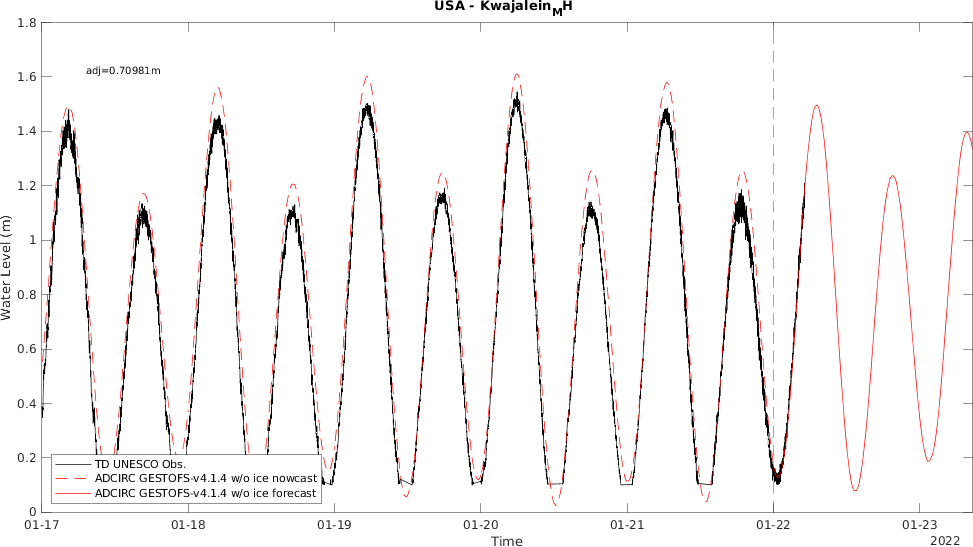 USA - Kwajalein_MH
adj=0.70981m
Water Level (m)
1.8
1.6
1.4
1.2
1
0.8
0.6
0.4
0.2
0
TD UNESCO Obs.
ADCIRC GESTOFS-v4.1.4 w/o ice nowcast
ADCIRC GESTOFS-v4.1.4 w/o ice forecast
01-17 01-18 01-19 01-20 01-21 01-22 01-23
Time
2022